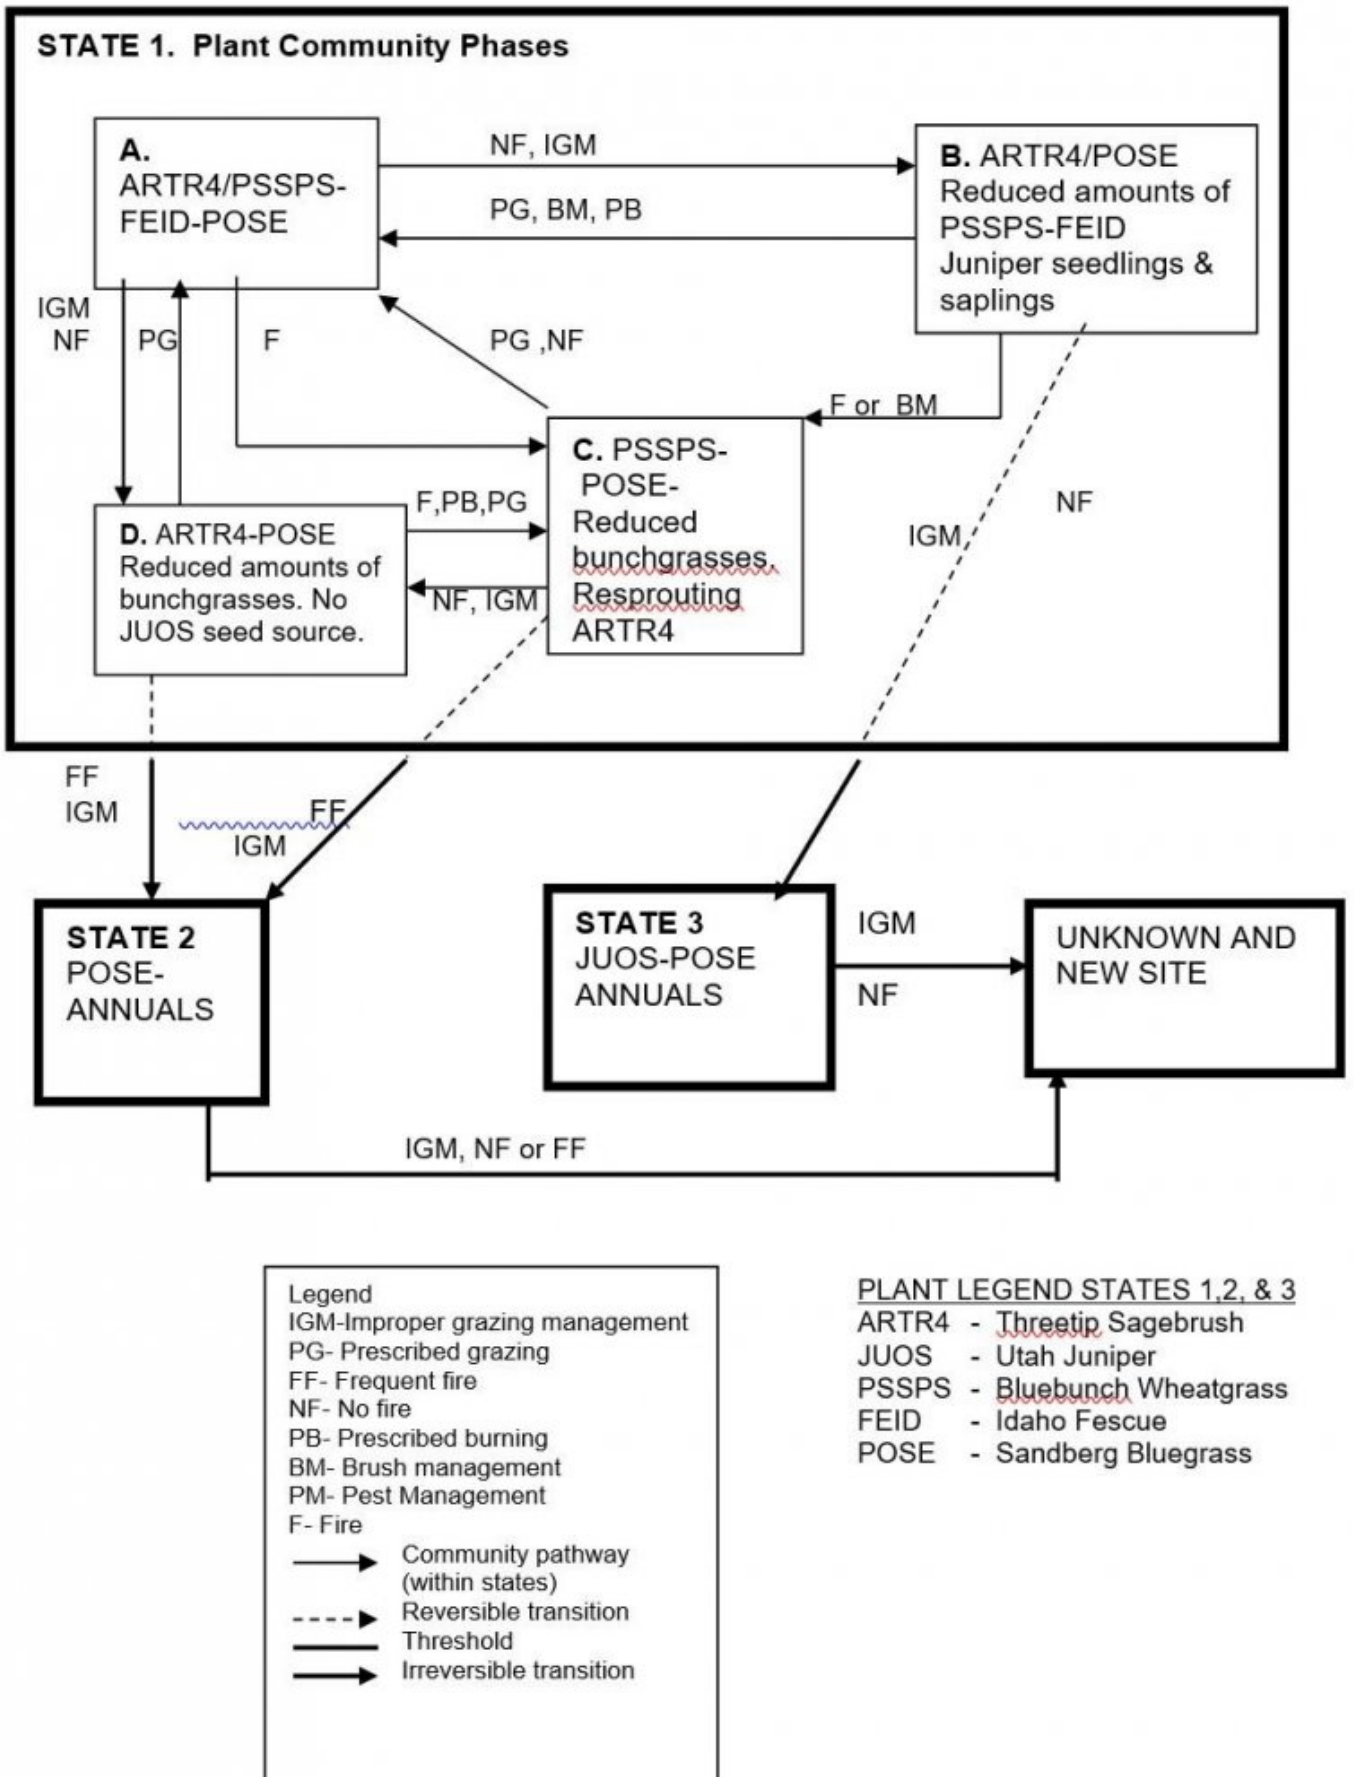 STATE 1. Plant Community Phases
A.
ARTR4/PSSPS-
FEID-POSE
NF, IGM
PG, BM, PB
B. ARTR4/POSE
Reduced amounts of
PSSPS-FEID
Juniper seedlings &
saplings
IGM
NF
PG
F
PG ,NF
F or BM
C. PSSPS-
POSE-
Reduced
bunchgrasses.
Resprouting
ARTR4
F,PB,PG
NF, IGM
D. ARTR4-POSE
Reduced amounts of
bunchgrasses. No
JUOS seed source.
IGM
NF
FF
IGM
FF
IGM
STATE 2
POSE-
ANNUALS
STATE 3
JUOS-POSE
ANNUALS
IGM
NF
UNKNOWN AND
NEW SITE
IGM, NF or FF
Legend
IGM-Improper grazing management
PG- Prescribed grazing
FF- Frequent fire
NF- No fire
PB- Prescribed burning
BM- Brush management
PM- Pest Management
F- Fire
Community pathway
(within states)
Reversible transition
Threshold
Irreversible transition
PLANT LEGEND STATES 1,2, & 3
ARTR4 - Threetip Sagebrush
JUOS - Utah Juniper
PSSPS - Bluebunch Wheatgrass
FEID - Idaho Fescue
POSE - Sandberg Bluegrass